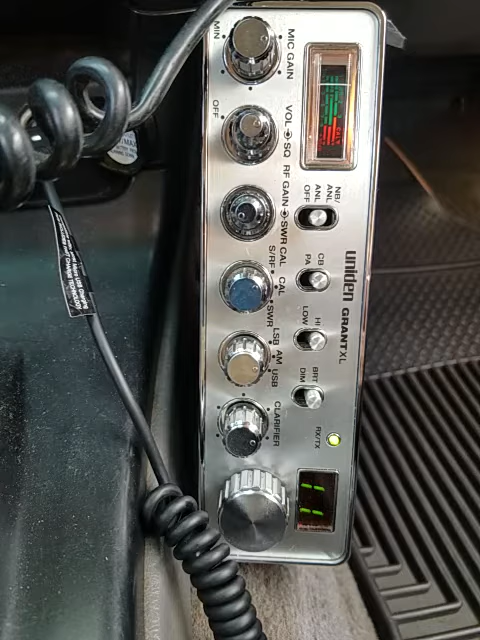 MIN
MIC GAIN
OFF
VOL
SQ
RF GAIN
SWR CAL
S/RF
CAL
SWR
LSB
AM
USB
CLARIFIER
NB/
ANL
ANL
OFF
CB
PA
HI
LOW
BRT
DIM
uniden GRANT XL
RX/TX
11